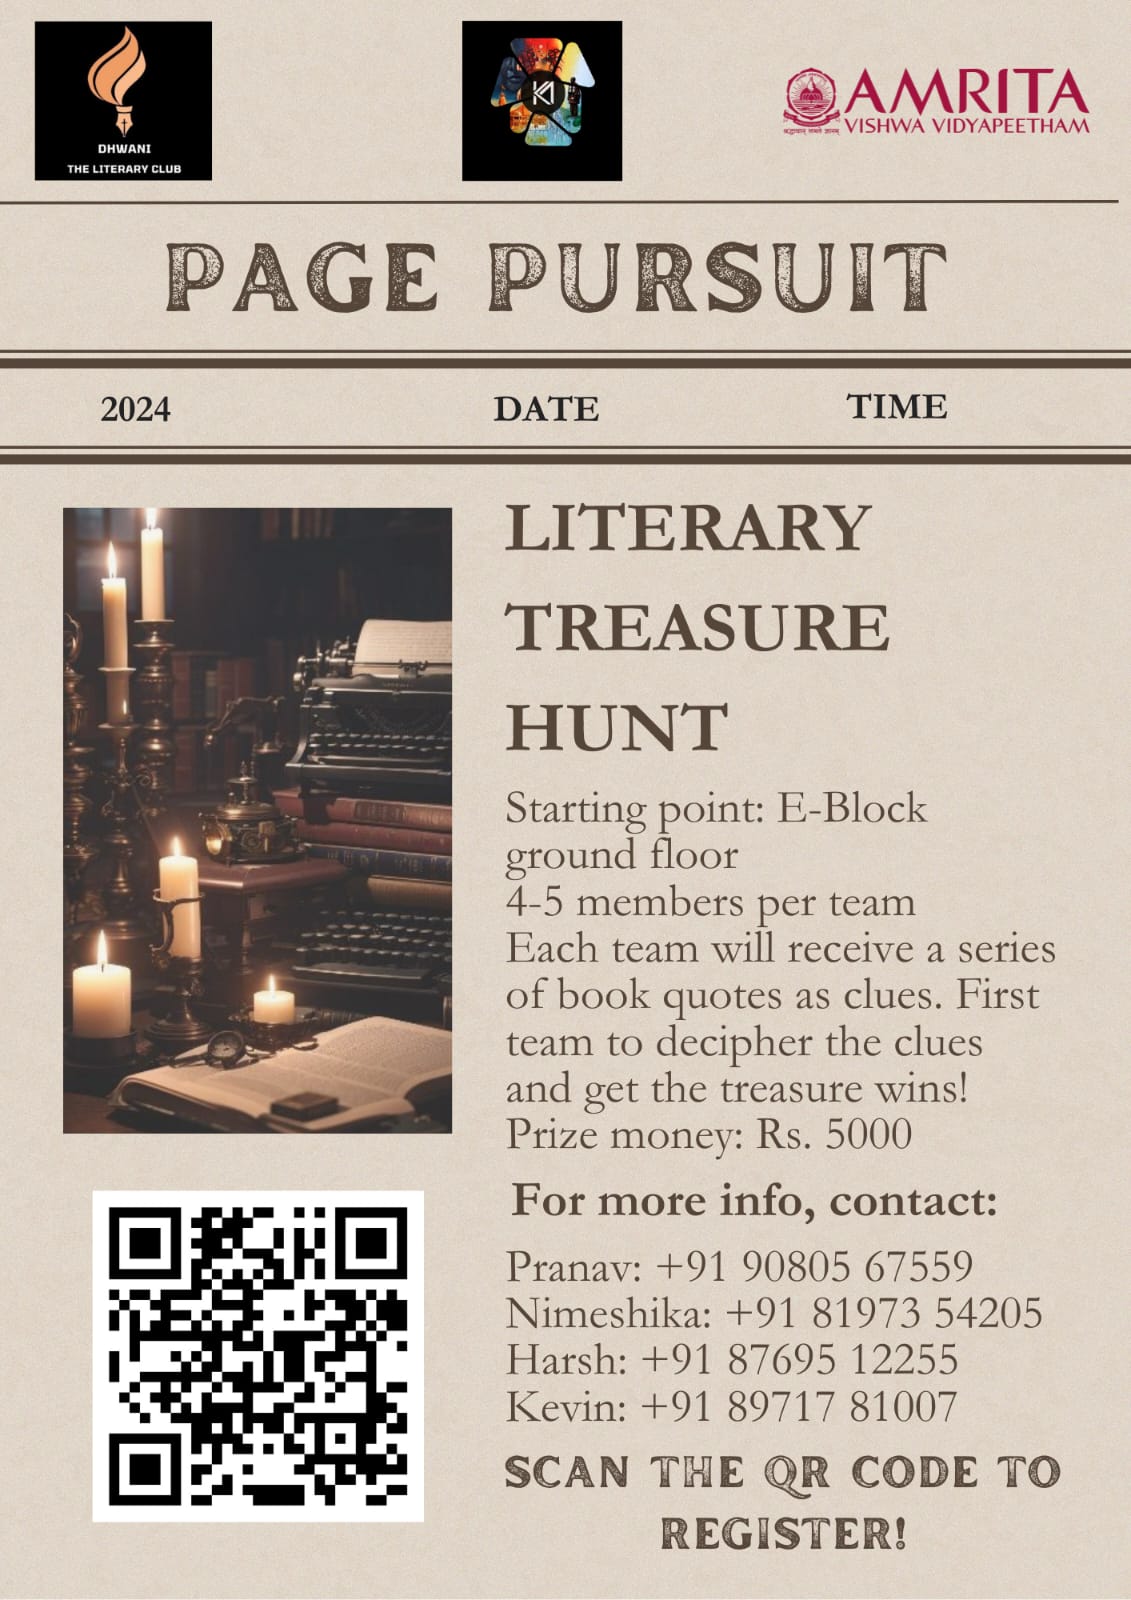 DHWANI
THE LITERARY CLUB
AMRITA
VISHWA VIDYAPEETHAM
PAGE PURSUIT
2024 DATE TIME
LITERARY
TREASURE
HUNT
Starting point: E-Block
ground floor
4-5 members per team
Each team will receive a series
of book quotes as clues. First
team to decipher the clues
and get the treasure wins!
Prize money: Rs. 5000
For more info, contact:
Pranav: +91 90805 67559
Nimeshika: +91 81973 54205
Harsh: +91 87695 12255
Kevin: +91 89717 81007
SCAN THE QR CODE TO
REGISTER!